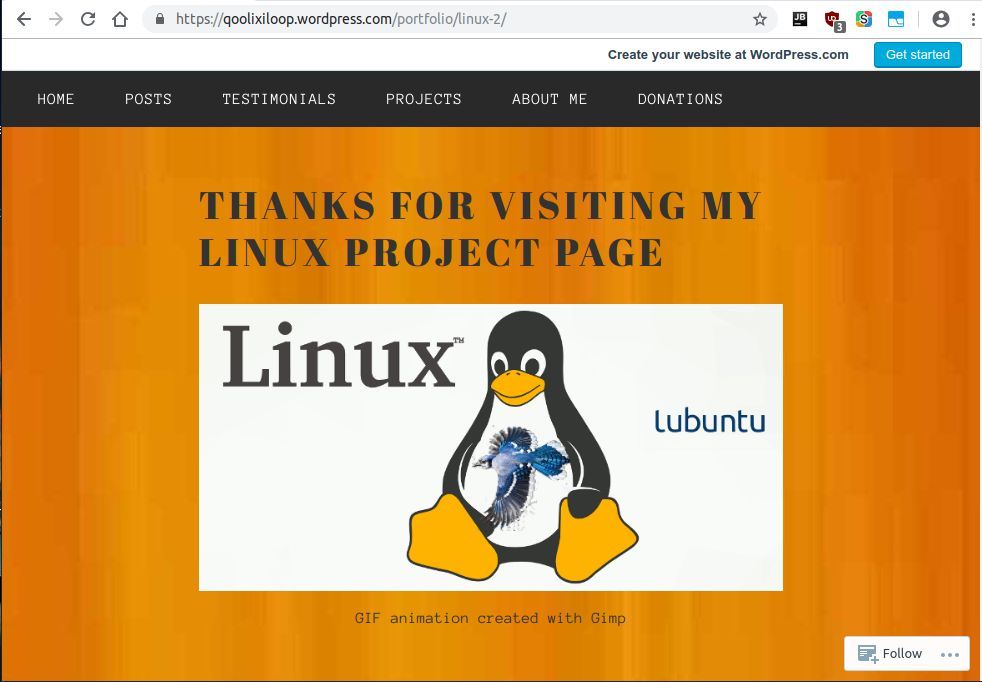 https://qoolixiloop.wordpress.com/portfolio/linux-2/
JB
UD
3
S
Create your website at WordPress.com
Get started
HOME
POSTS
TESTIMONIALS
PROJECTS
ABOUT ME
DONATIONS
THANKS FOR VISITING MY
LINUX PROJECT PAGE
Linux™
lubuntu
GIF animation created with Gimp
Follow